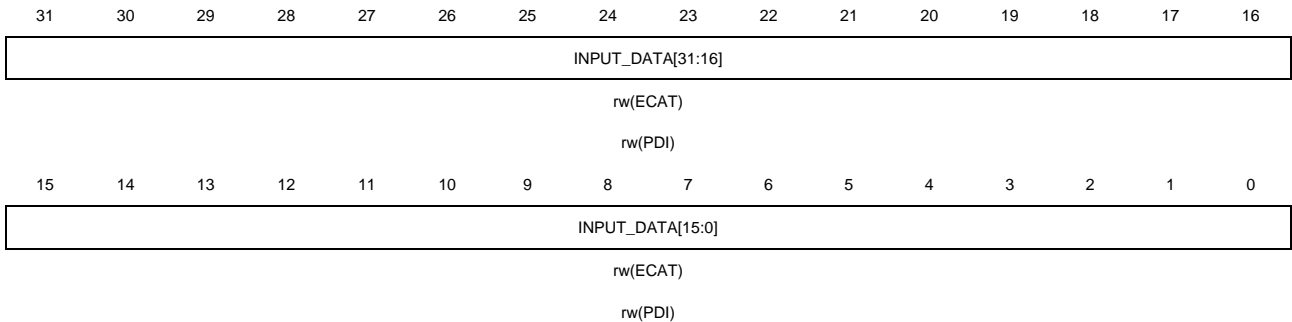 31 30 29 28 27 26 25 24 23 22 21 20 19 18 17 16
INPUT_DATA[31:16]
rw(ECAT)
rw(PDI)
15 14 13 12 11 10 9 8 7 6 5 4 3 2 1 0
INPUT_DATA[15:0]
rw(ECAT)
rw(PDI)